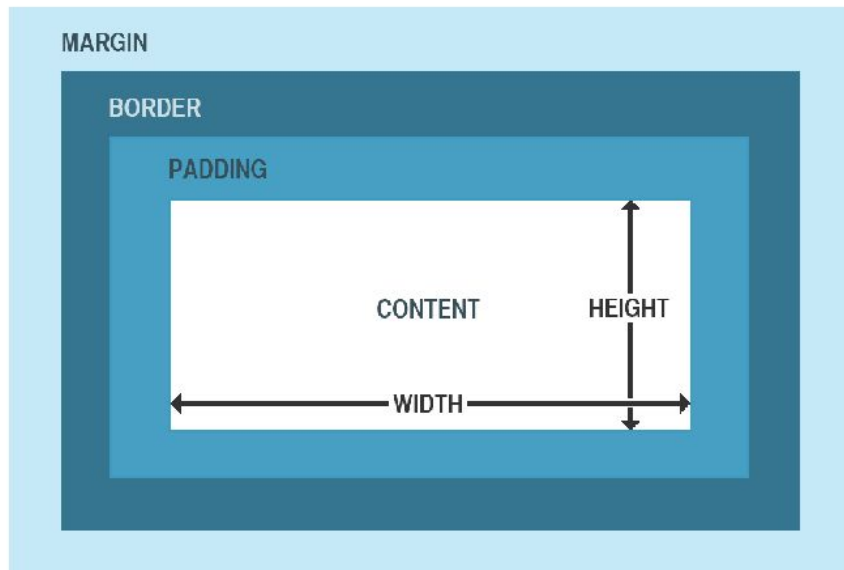 MARGIN
BORDER
PADDING
CONTENT
HEIGHT
WIDTH